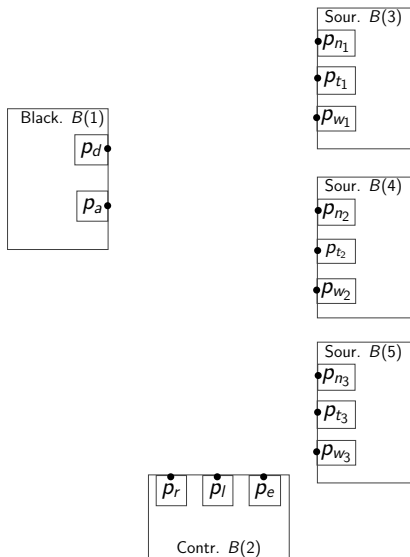 Black. B(1)
p_d
p_a
Sour. B(3)
p_{n_1}
p_{t_1}
p_{w_1}
Sour. B(4)
p_{n_2}
p_{t_2}
p_{w_2}
Sour. B(5)
p_{n_3}
p_{t_3}
p_{w_3}
p_r p_l p_e
Contr. B(2)